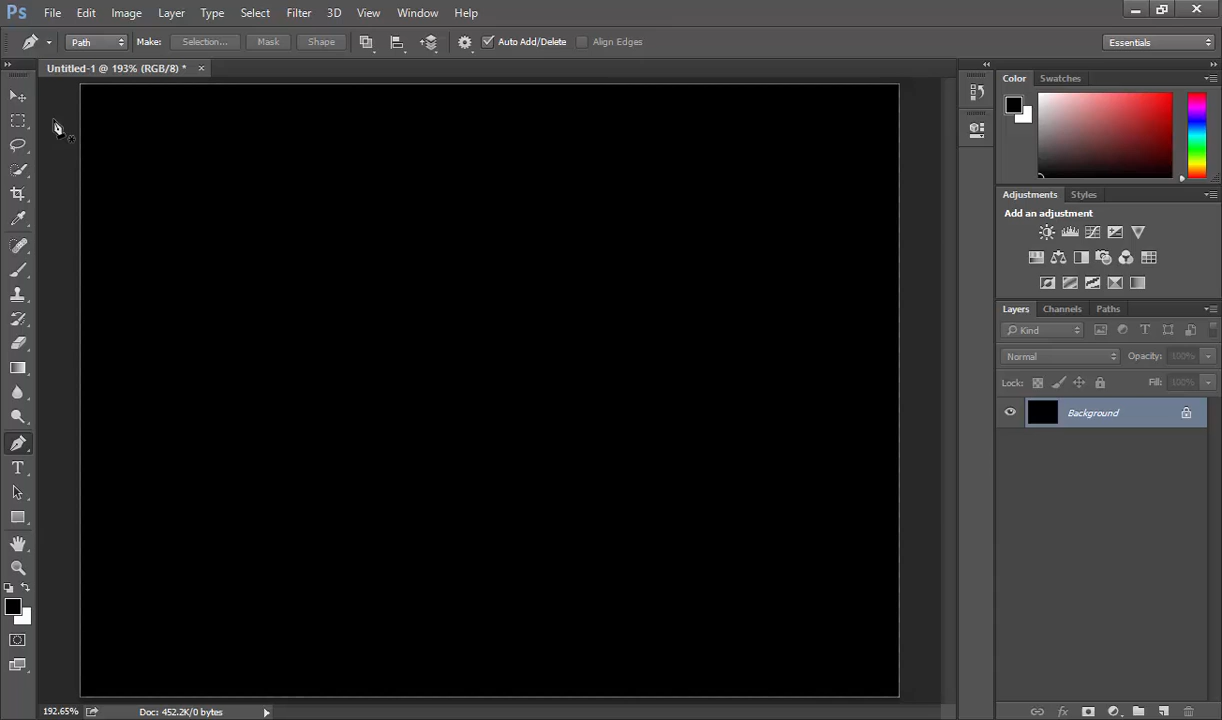 Ps File Edit Image Layer Type Select Filter 3D View Window Help
Path Make: Selection... Mask Shape Auto Add/Delete Align Edges Essentials
Untitled-1 @ 193% (RGB/8) * ×
Color Swatches
Adjustments Styles
Add an adjustment
Layers Channels Paths
Kind T
Normal Opacity: 100%
Lock: Fill: 100%
Background
T
fx
192.65% Doc: 452.2K/0 bytes